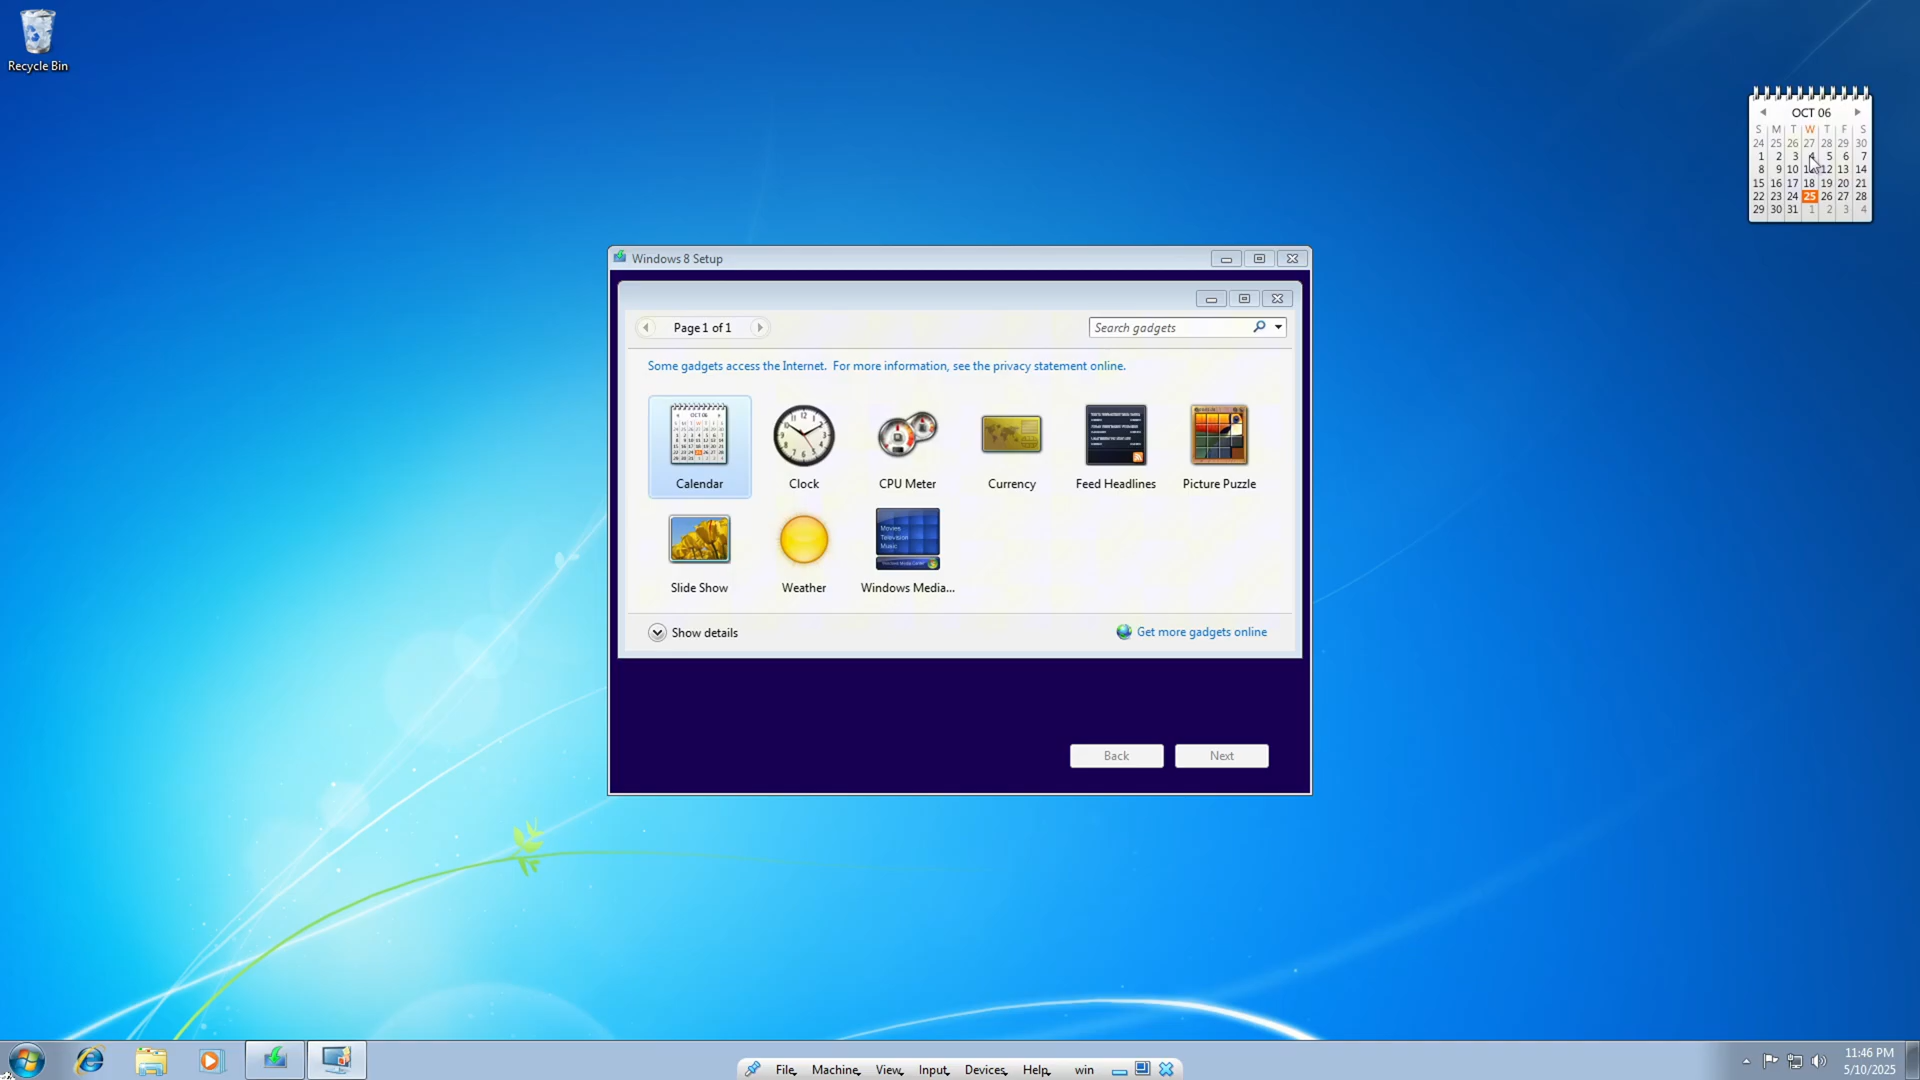 Recycle Bin
OCT 06
S M T W T F S
24 25 26 27 28 29 30
1 2 3 4 5 6 7
8 9 10 12 13 14
15 16 17 18 19 20 21
22 23 24 25 26 27 28
29 30 31 1 2 3 4
Windows 8 Setup
Page 1 of 1
Search gadgets
Some gadgets access the Internet. For more information, see the privacy statement online.
OCT 06
Calendar
Clock
CPU Meter
Currency
Feed Headlines
Picture Puzzle
Movies
Television
Music
Slide Show
Weather
Windows Media...
Show details
Get more gadgets online
Back
Next
File
Machine
View
Input
Devices
Help
win
11:46 PM
5/10/2025